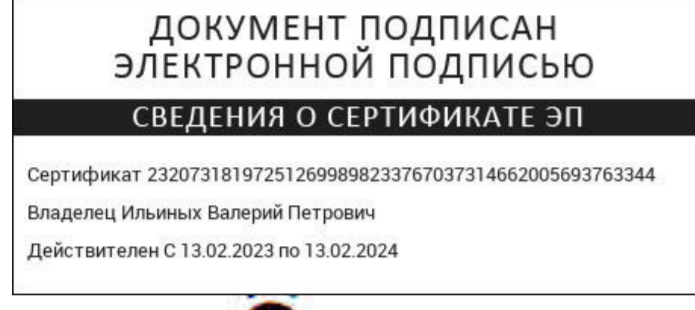 ДОКУМЕНТ ПОДПИСАН
ЭЛЕКТРОННОЙ ПОДПИСЬЮ
СВЕДЕНИЯ О СЕРТИФИКАТЕ ЭП
Сертификат 232073181972512699898233767037314662005693763344
Владелец Ильиных Валерий Петрович
Действителен С 13.02.2023 по 13.02.2024